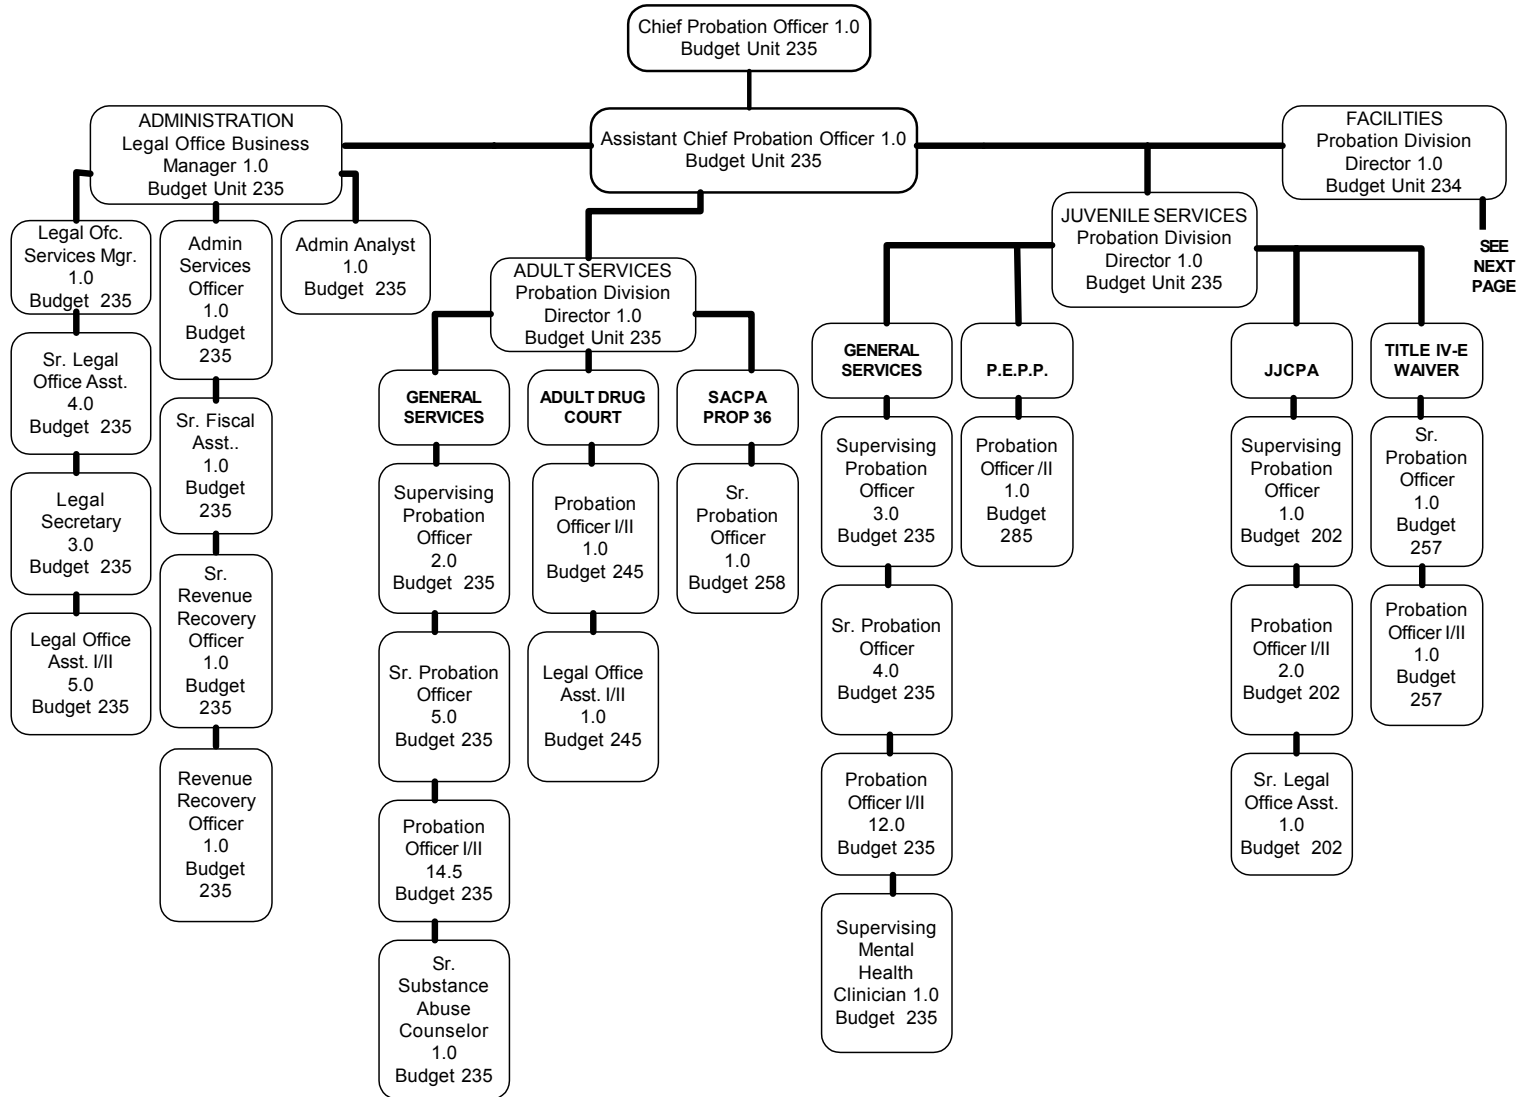 Chief Probation Officer 1.0
Budget Unit 235
ADMINISTRATION
Legal Office Business
Manager 1.0
Budget Unit 235
Assistant Chief Probation Officer 1.0
Budget Unit 235
FACILITIES
Probation Division
Director 1.0
Budget Unit 234
SEE
NEXT
PAGE
Legal Ofc.
Services Mgr.
1.0
Budget 235
Sr. Legal
Office Asst.
4.0
Budget 235
Legal
Secretary
3.0
Budget 235
Legal Office
Asst. I/II
5.0
Budget 235
Admin
Services
Officer
1.0
Budget
235
Sr. Fiscal
Asst..
1.0
Budget
235
Sr.
Revenue
Recovery
Officer
1.0
Budget
235
Revenue
Recovery
Officer
1.0
Budget
235
Admin Analyst
1.0
Budget 235
ADULT SERVICES
Probation Division
Director 1.0
Budget Unit 235
GENERAL
SERVICES
Supervising
Probation
Officer
2.0
Budget 235
Sr. Probation
Officer
5.0
Budget 235
Probation
Officer I/II
14.5
Budget 235
Sr.
Substance
Abuse
Counselor
1.0
Budget 235
ADULT DRUG
COURT
Probation
Officer I/II
1.0
Budget 245
Legal Office
Asst. I/II
1.0
Budget 245
SACPA
PROP 36
Sr.
Probation
Officer
1.0
Budget 258
JUVENILE SERVICES
Probation Division
Director 1.0
Budget Unit 235
GENERAL
SERVICES
Supervising
Probation
Officer
3.0
Budget 235
Sr. Probation
Officer
4.0
Budget 235
Probation
Officer I/II
12.0
Budget 235
Supervising
Mental
Health
Clinician 1.0
Budget 235
P.E.P.P.
Probation
Officer /II
1.0
Budget
285
JJCPA
Supervising
Probation
Officer
1.0
Budget 202
Probation
Officer I/II
2.0
Budget 202
Sr. Legal
Office Asst.
1.0
Budget 202
TITLE IV-E
WAIVER
Sr.
Probation
Officer
1.0
Budget
257
Probation
Officer I/II
1.0
Budget
257